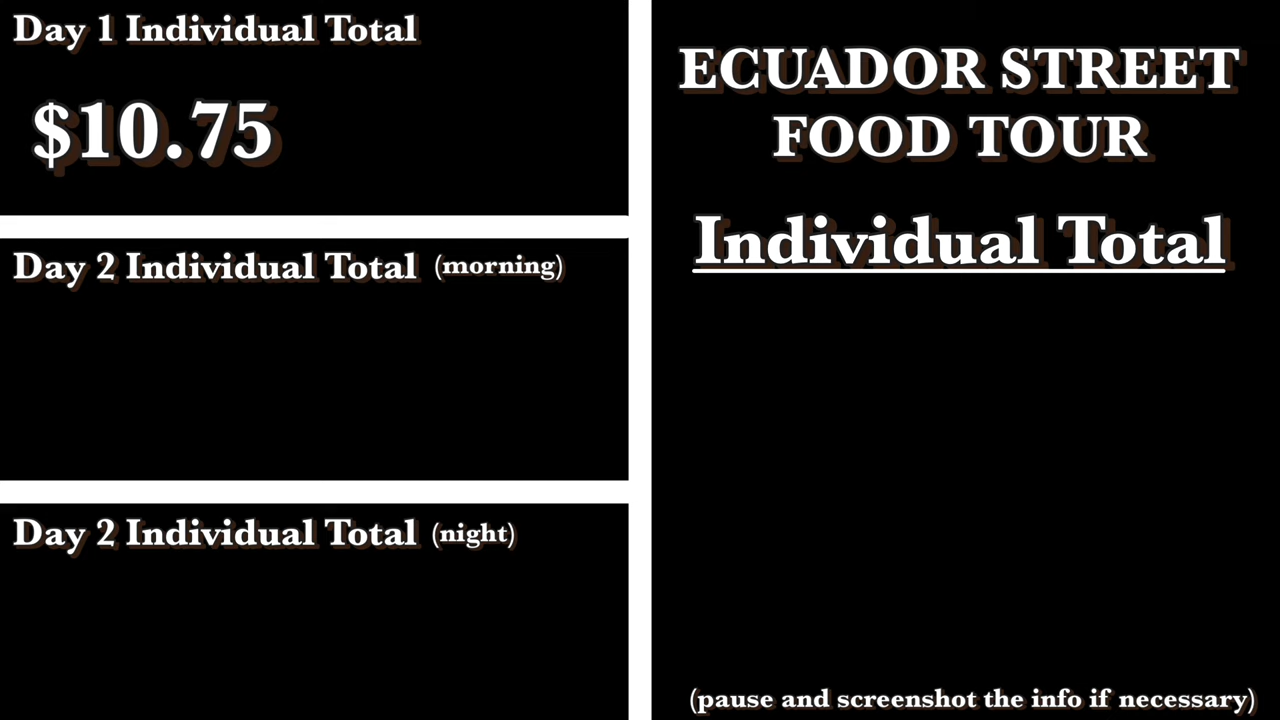 Day 1 Individual Total
$10.75
Day 2 Individual Total (morning)
Day 2 Individual Total (night)
ECUADOR STREET
FOOD TOUR
Individual Total
(pause and screenshot the info if necessary)